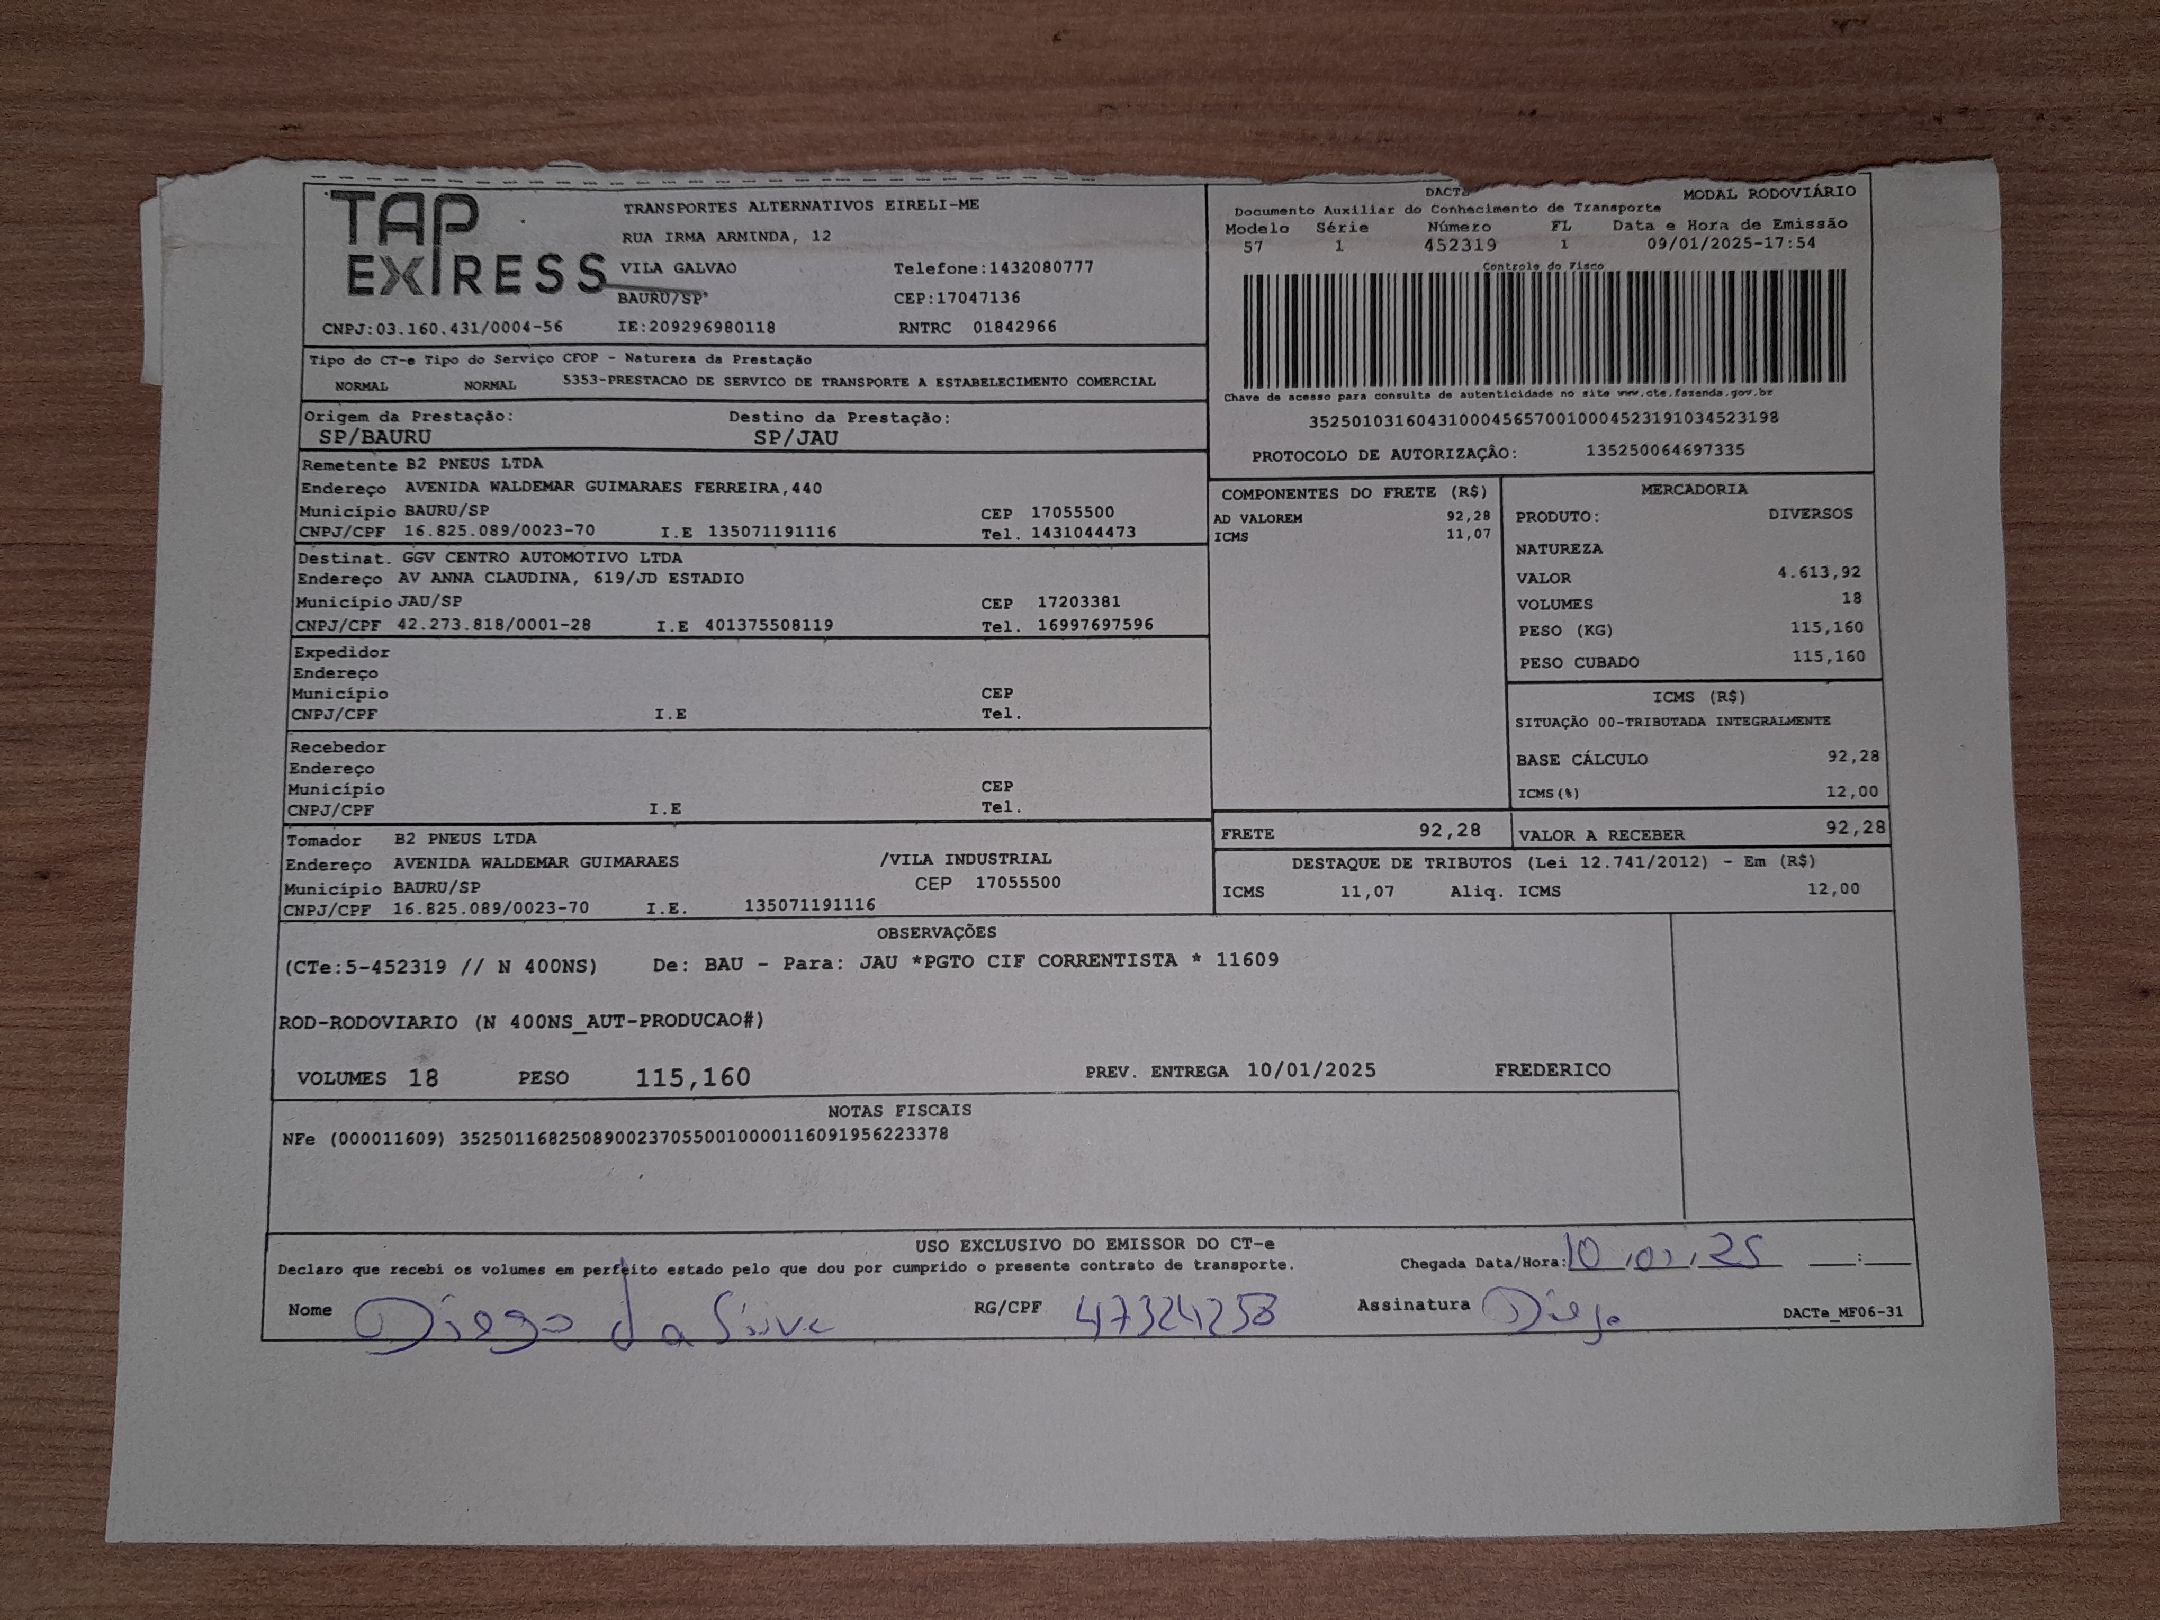 TAP EXPRESS
TRANSPORTES ALTERNATIVOS EIRELI-ME
RUA IRMA ARMINDA, 12
VILA GALVAO Telefone:1432080777
BAURU/SP CEP:17047136
CNPJ:03.160.431/0004-56 IE:209296980118 RNTRC 01842966
DACTe MODAL RODOVIÁRIO
Documento Auxiliar do Conhecimento de Transporte
Modelo Série Número FL Data e Hora de Emissão
57 1 452319 1 09/01/2025-17:54
Controle do Fisco
Chave de acesso para consulta de autenticidade no site www.cte.fazenda.gov.br
35250103160431000456570010004523191034523198
PROTOCOLO DE AUTORIZAÇÃO: 135250064697335
Tipo do CT-e Tipo do Serviço CFOP - Natureza da Prestação
NORMAL NORMAL 5353-PRESTACAO DE SERVICO DE TRANSPORTE A ESTABELECIMENTO COMERCIAL
Origem da Prestação: Destino da Prestação:
SP/BAURU SP/JAU
Remetente B2 PNEUS LTDA
Endereço AVENIDA WALDEMAR GUIMARAES FERREIRA,440
Município BAURU/SP CEP 17055500
CNPJ/CPF 16.825.089/0023-70 I.E 135071191116 Tel. 1431044473
Destinat. GGV CENTRO AUTOMOTIVO LTDA
Endereço AV ANNA CLAUDINA, 619/JD ESTADIO
Município JAU/SP CEP 17203381
CNPJ/CPF 42.273.818/0001-28 I.E 401375508119 Tel. 16997697596
Expedidor
Endereço
Município CEP
CNPJ/CPF I.E Tel.
Recebedor
Endereço
Município CEP
CNPJ/CPF I.E Tel.
Tomador B2 PNEUS LTDA
Endereço AVENIDA WALDEMAR GUIMARAES /VILA INDUSTRIAL
Município BAURU/SP CEP 17055500
CNPJ/CPF 16.825.089/0023-70 I.E. 135071191116
COMPONENTES DO FRETE (R$)
AD VALOREM 92,28
ICMS 11,07
MERCADORIA
PRODUTO: DIVERSOS
NATUREZA
VALOR 4.613,92
VOLUMES 18
PESO (KG) 115,160
PESO CUBADO 115,160
ICMS (R$)
SITUAÇÃO 00-TRIBUTADA INTEGRALMENTE
BASE CÁLCULO 92,28
ICMS(%) 12,00
FRETE 92,28 VALOR A RECEBER 92,28
DESTAQUE DE TRIBUTOS (Lei 12.741/2012) - Em (R$)
ICMS 11,07 Aliq. ICMS 12,00
OBSERVAÇÕES
(CTe:5-452319 // N 400NS) De: BAU - Para: JAU *PGTO CIF CORRENTISTA * 11609
ROD-RODOVIARIO (N 400NS_AUT-PRODUCAO#)
VOLUMES 18 PESO 115,160 PREV. ENTREGA 10/01/2025 FREDERICO
NOTAS FISCAIS
NFe (000011609) 35250116825089002370550010000116091956223378
USO EXCLUSIVO DO EMISSOR DO CT-e
Declaro que recebi os volumes em perfeito estado pelo que dou por cumprido o presente contrato de transporte. Chegada Data/Hora: 10,01,25 __:__
Nome Diego da Silva RG/CPF 47324258 Assinatura Diego DACTe_MF06-31